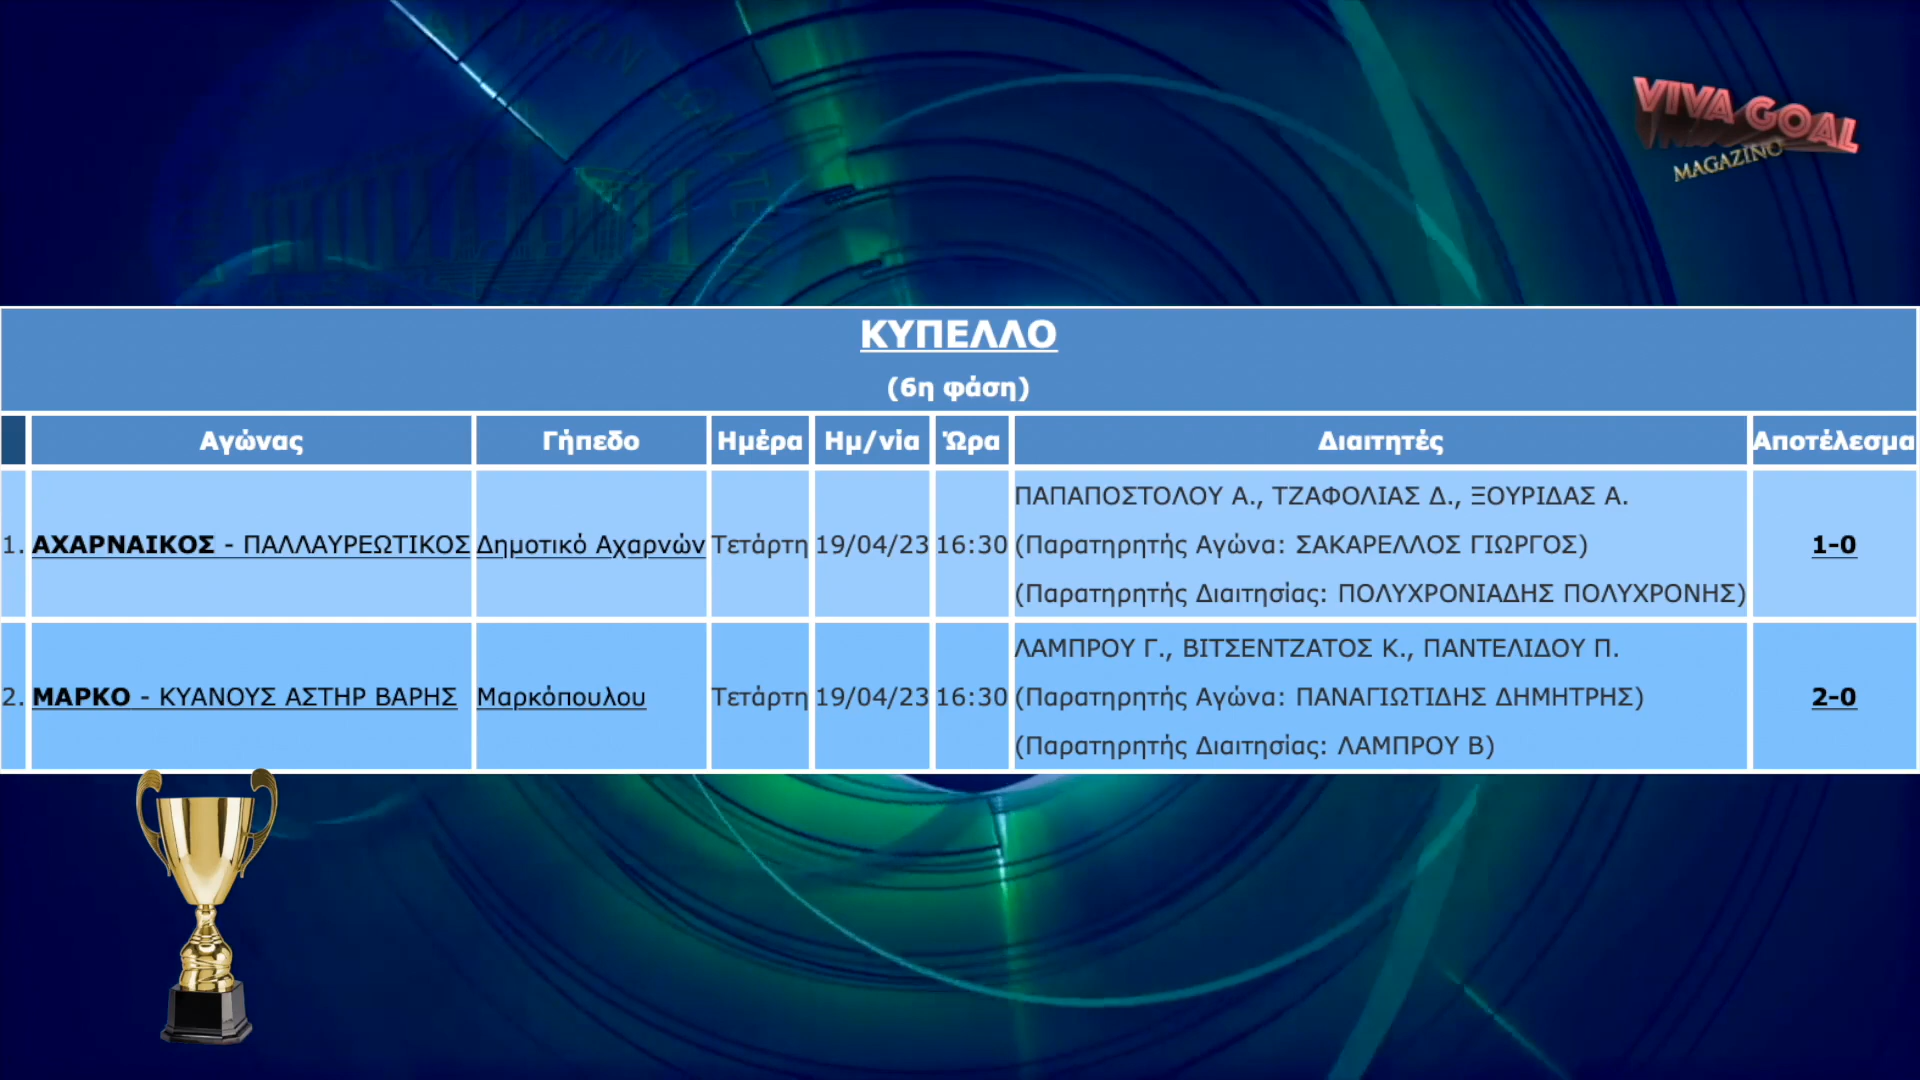 VIVA GOAL
MAGAZINO
ΚΥΠΕΛΛΟ
(6η φάση)
Αγώνας Γήπεδο Ημέρα Ημ/νία Ώρα Διαιτητές Αποτέλεσμα
1. ΑΧΑΡΝΑΙΚΟΣ - ΠΑΛΛΑΥΡΕΩΤΙΚΟΣ Δημοτικό Αχαρνών Τετάρτη 19/04/23 16:30 ΠΑΠΑΠΟΣΤΟΛΟΥ Α., ΤΖΑΦΟΛΙΑΣ Δ., ΞΟΥΡΙΔΑΣ Α.
(Παρατηρητής Αγώνα: ΣΑΚΑΡΕΛΛΟΣ ΓΙΩΡΓΟΣ)
(Παρατηρητής Διαιτησίας: ΠΟΛΥΧΡΟΝΙΑΔΗΣ ΠΟΛΥΧΡΟΝΗΣ) 1-0
2. ΜΑΡΚΟ - ΚΥΑΝΟΥΣ ΑΣΤΗΡ ΒΑΡΗΣ Μαρκόπουλου Τετάρτη 19/04/23 16:30 ΛΑΜΠΡΟΥ Γ., ΒΙΤΣΕΝΤΖΑΤΟΣ Κ., ΠΑΝΤΕΛΙΔΟΥ Π.
(Παρατηρητής Αγώνα: ΠΑΝΑΓΙΩΤΙΔΗΣ ΔΗΜΗΤΡΗΣ)
(Παρατηρητής Διαιτησίας: ΛΑΜΠΡΟΥ Β) 2-0